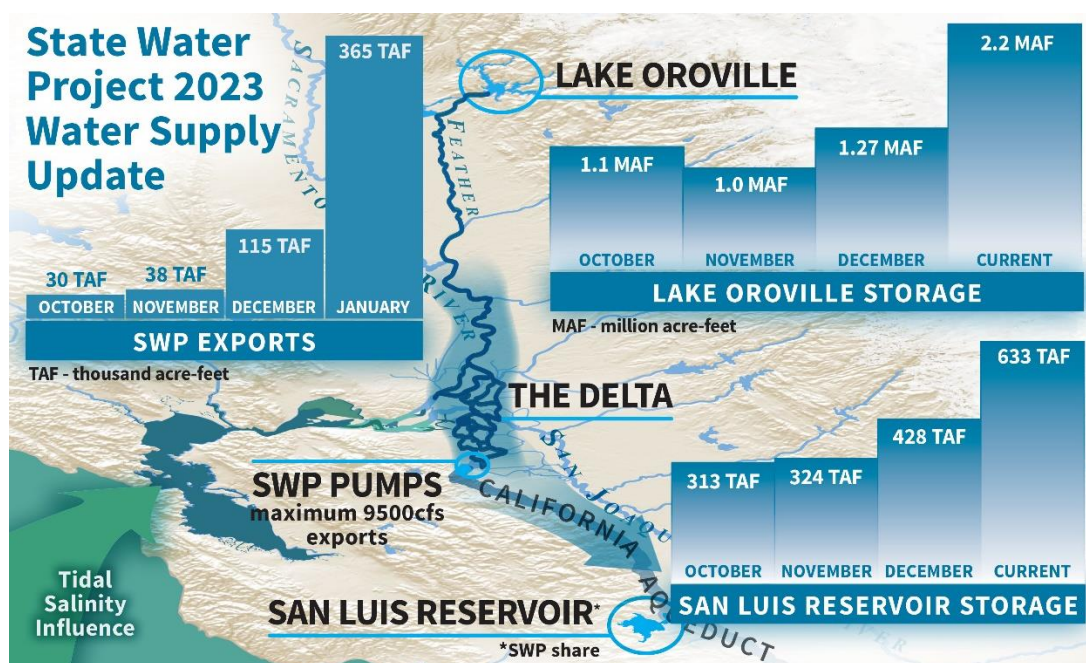 State Water
Project 2023
Water Supply
Update
30 TAF
38 TAF
115 TAF
365 TAF
OCTOBER
NOVEMBER
DECEMBER
JANUARY
SWP EXPORTS
TAF - thousand acre-feet
SACRAMENTO
RIVER
FEATHER
LAKE OROVILLE
1.1 MAF
1.0 MAF
1.27 MAF
2.2 MAF
OCTOBER
NOVEMBER
DECEMBER
CURRENT
LAKE OROVILLE STORAGE
MAF - million acre-feet
THE DELTA
SAN JOAQU
RIVER
SWP PUMPS
maximum 9500cfs
exports
CALIFORNIA AQUEDUCT
313 TAF
324 TAF
428 TAF
633 TAF
OCTOBER
NOVEMBER
DECEMBER
CURRENT
SAN LUIS RESERVOIR STORAGE
Tidal
Salinity
Influence
SAN LUIS RESERVOIR*
*SWP share